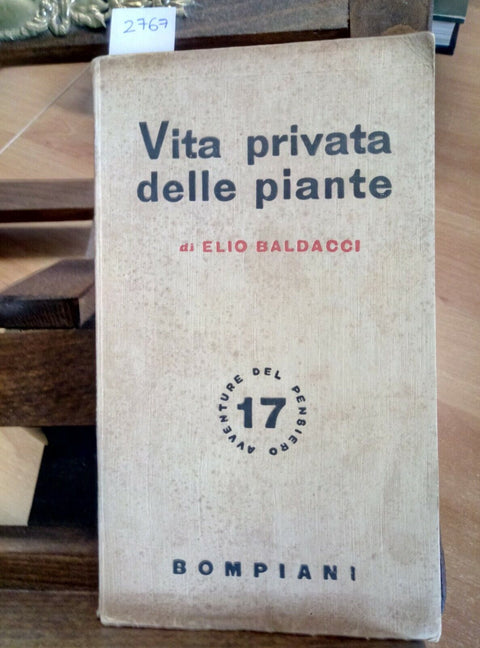 2767
Vita privata
delle piante
di ELIO BALDACCI
AVVENTURE DEL PENSIERO
17
BOMPIANI